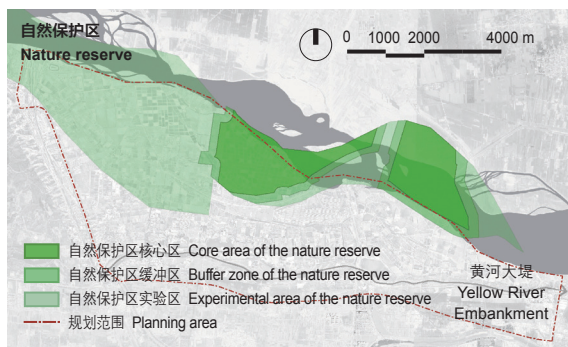 自然保护区
Nature reserve
0 1000 2000 4000 m
自然保护区核心区 Core area of the nature reserve
自然保护区缓冲区 Buffer zone of the nature reserve
自然保护区实验区 Experimental area of the nature reserve
规划范围 Planning area
黄河大堤
Yellow River
Embankment